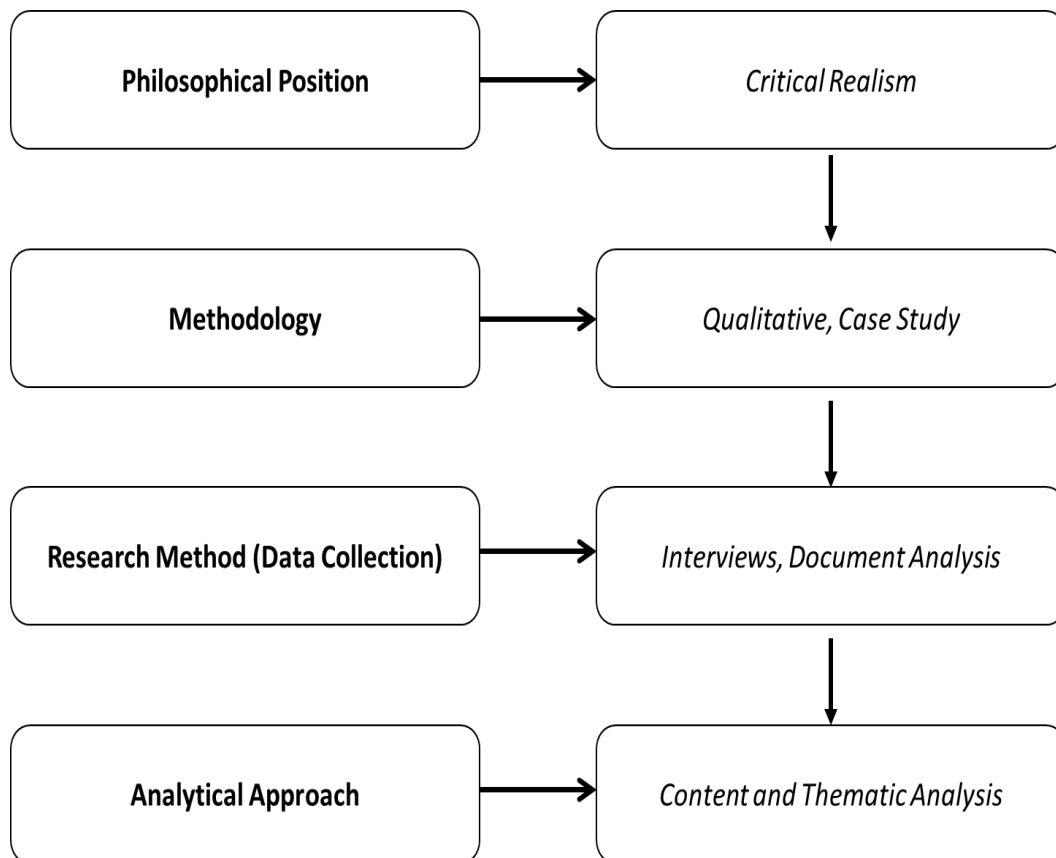 Philosophical Position
Critical Realism
Methodology
Qualitative, Case Study
Research Method (Data Collection)
Interviews, Document Analysis
Analytical Approach
Content and Thematic Analysis